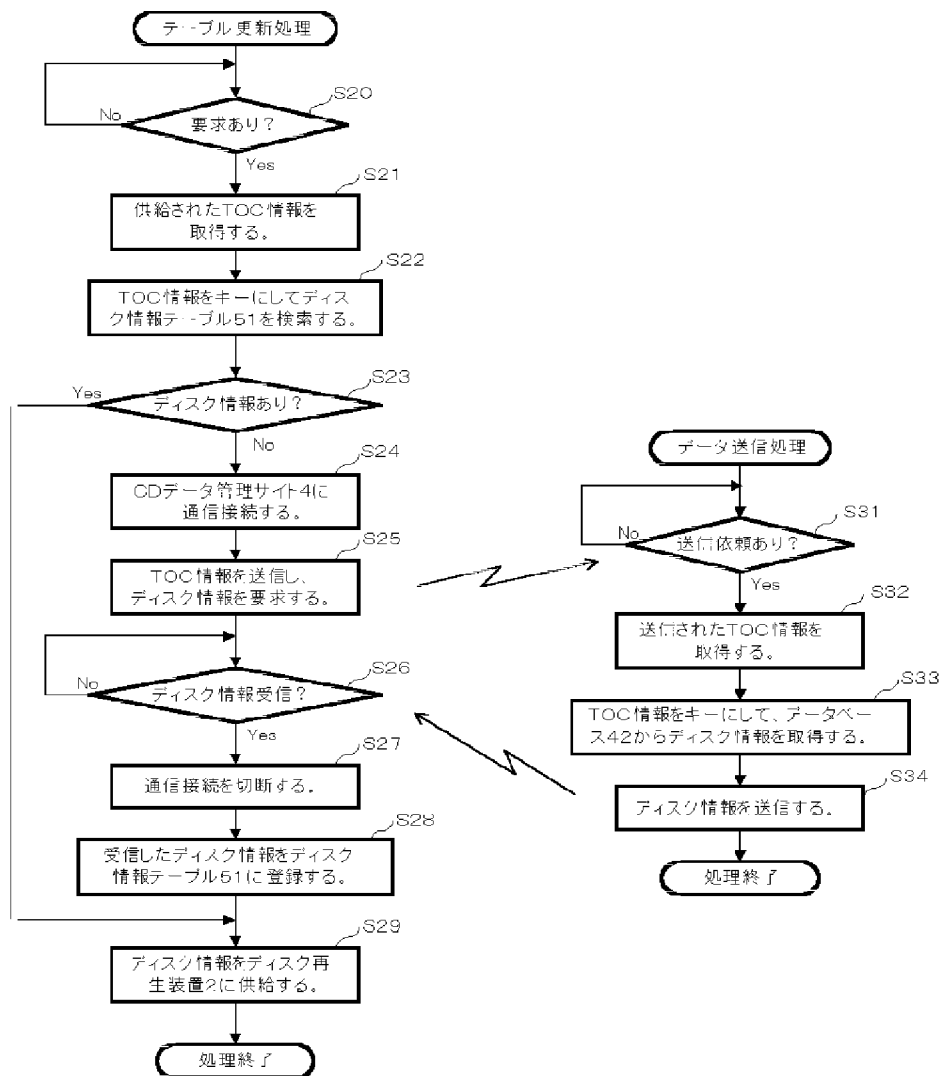 テーブル更新処理
S20
No
要求あり？
Yes
S21
供給されたTOC情報を
取得する。
S22
TOC情報をキーにしてディス
ク情報テーブル51を検索する。
S23
Yes
ディスク情報あり？
No
S24
CDデータ管理サイト4に
通信接続する。
S25
TOC情報を送信し、
ディスク情報を要求する。
S26
No
ディスク情報受信？
Yes
S27
通信接続を切断する。
S28
受信したディスク情報をディスク
情報テーブル51に登録する。
S29
ディスク情報をディスク再
生装置2に供給する。
処理終了
データ送信処理
S31
No
送信依頼あり？
Yes
S32
送信されたTOC情報を
取得する。
S33
TOC情報をキーにして、データベー
ス42からディスク情報を取得する。
S34
ディスク情報を送信する。
処理終了